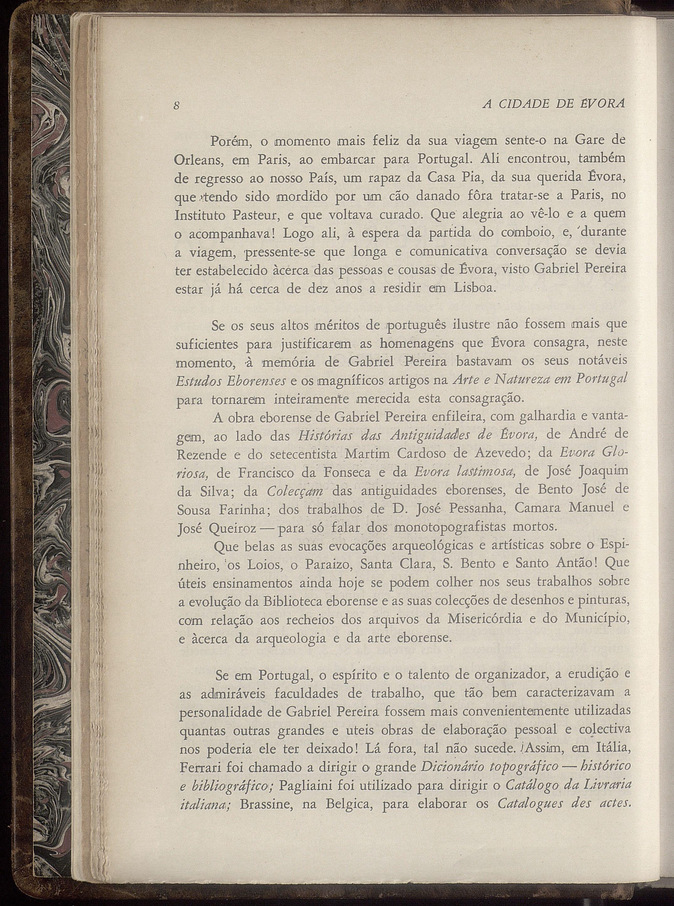 8 A CIDADE DE ÉVORA
Porém, o momento mais feliz da sua viagem sente-o na Gare de
Orleans, em Paris, ao embarcar para Portugal. Ali encontrou, também
de regresso ao nosso País, um rapaz da Casa Pia, da sua querida Évora,
que tendo sido mordido por um cão danado fôra tratar-se a Paris, no
Instituto Pasteur, e que voltava curado. Que alegria ao vê-lo e a quem
o acompanhava! Logo ali, à espera da partida do comboio, e, durante
a viagem, pressente-se que longa e comunicativa conversação se devia
ter estabelecido àcerca das pessoas e cousas de Évora, visto Gabriel Pereira
estar já há cerca de dez anos a residir em Lisboa.
Se os seus altos méritos de português ilustre não fossem mais que
suficientes para justificarem as homenagens que Évora consagra, neste
momento, à memória de Gabriel Pereira bastavam os seus notáveis
Estudos Eborenses e os magníficos artigos na Arte e Natureza em Portugal
para tornarem inteiramente merecida esta consagração.
A obra eborense de Gabriel Pereira enfileira, com galhardia e vanta-
gem, ao lado das Histórias das Antiguidades de Évora, de André de
Rezende e do setecentista Martim Cardoso de Azevedo; da Evora Glo-
riosa, de Francisco da Fonseca e da Evora lastimosa, de José Joaquim
da Silva; da Colecçam das antiguidades eborenses, de Bento José de
Sousa Farinha; dos trabalhos de D. José Pessanha, Camara Manuel e
José Queiroz — para só falar dos monotopografistas mortos.
Que belas as suas evocações arqueológicas e artísticas sobre o Espi-
nheiro, os Loios, o Paraizo, Santa Clara, S. Bento e Santo Antão! Que
úteis ensinamentos ainda hoje se podem colher nos seus trabalhos sobre
a evolução da Biblioteca eborense e as suas colecções de desenhos e pinturas,
com relação aos recheios dos arquivos da Misericórdia e do Município,
e àcerca da arqueologia e da arte eborense.
Se em Portugal, o espírito e o talento de organizador, a erudição e
as admiráveis faculdades de trabalho, que tão bem caracterizavam a
personalidade de Gabriel Pereira fossem mais convenientemente utilizadas
quantas outras grandes e uteis obras de elaboração pessoal e colectiva
nos poderia ele ter deixado! Lá fora, tal não sucede. Assim, em Itália,
Ferrari foi chamado a dirigir o grande Dicionário topográfico — histórico
e bibliográfico; Pagliaini foi utilizado para dirigir o Catálogo da Livraria
italiana; Brassine, na Belgica, para elaborar os Catalogues des actes.